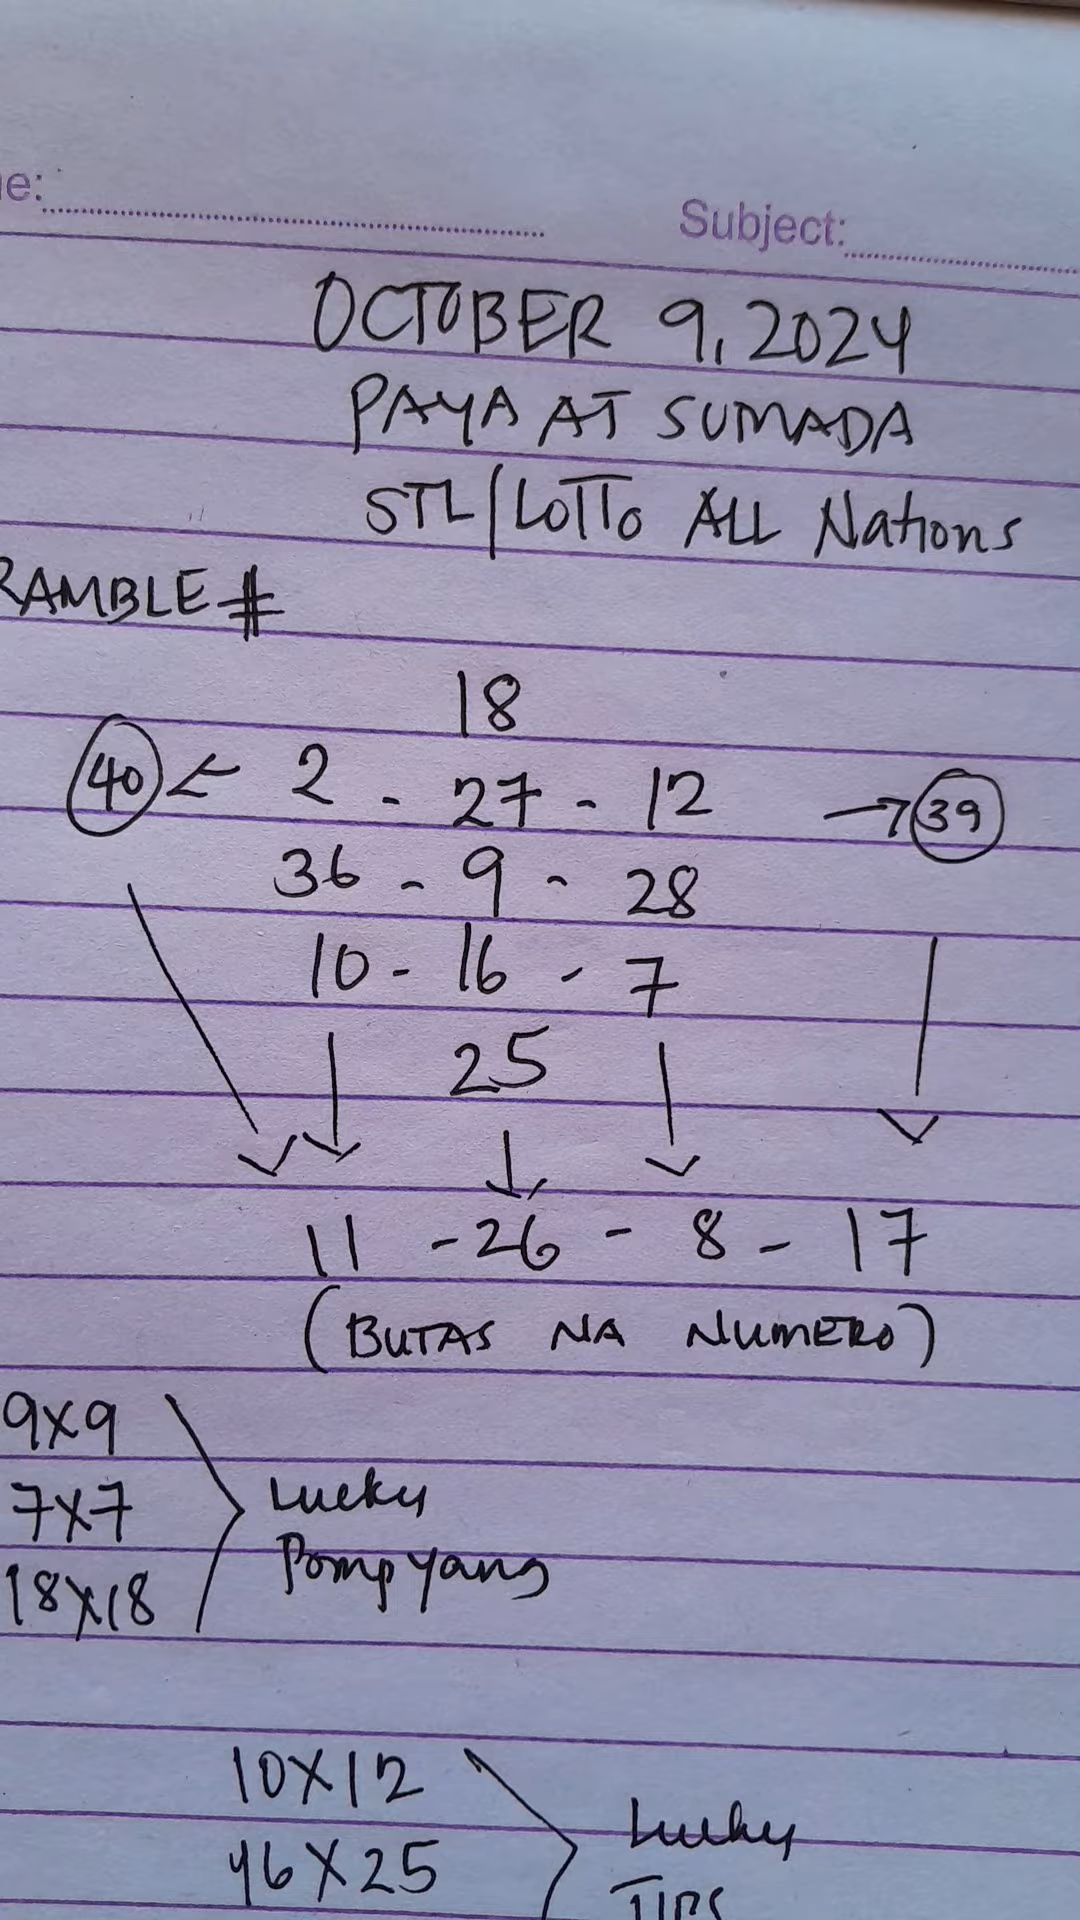 e:
Subject:
OCTOBER 9, 2024
PAYA AT SUMADA
STL/LOTTO ALL Nations
RAMBLE #
18
40 ← 2 - 27 - 12 → 39
36 - 9 - 28
10 - 16 - 7
25
11 - 26 - 8 - 17
(BUTAS NA NUMERO)
9X9
7X7
18X18
Lucky
Pompyang
10X12
16X25
Lucky
TIPS